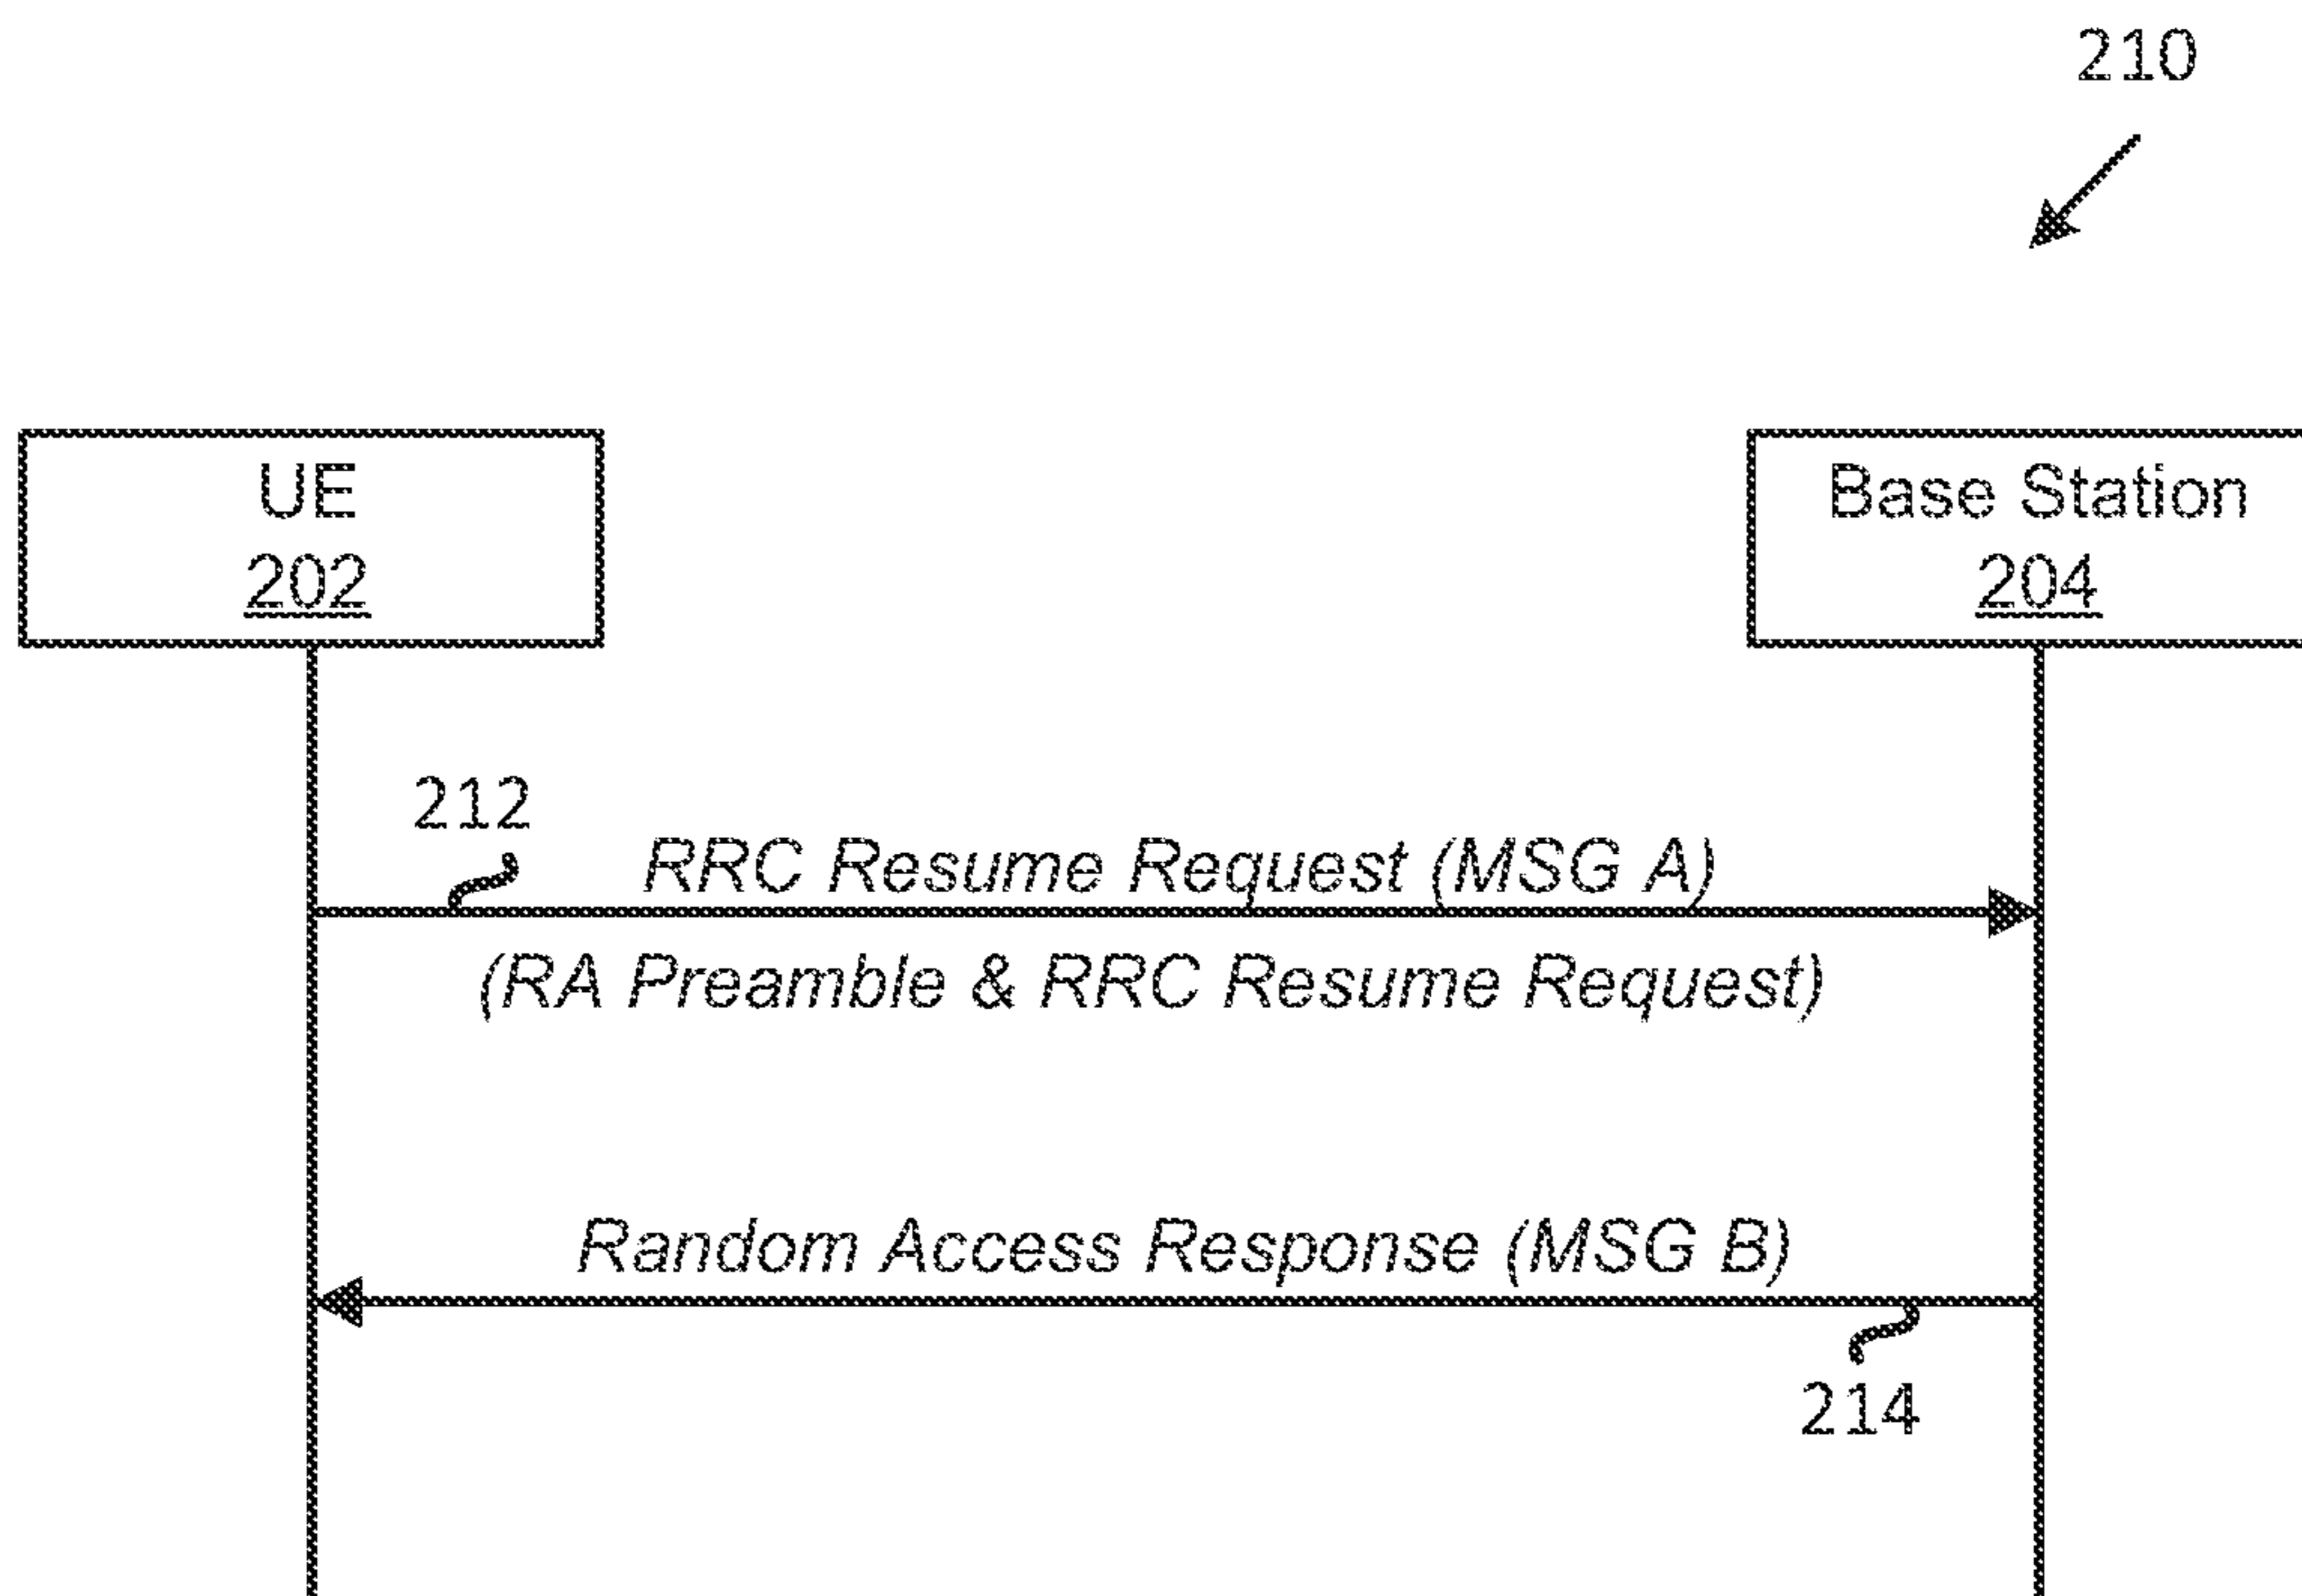 210
UE
202
Base Station
204
212
RRC Resume Request (MSG A)
(RA Preamble & RRC Resume Request)
Random Access Response (MSG B)
214